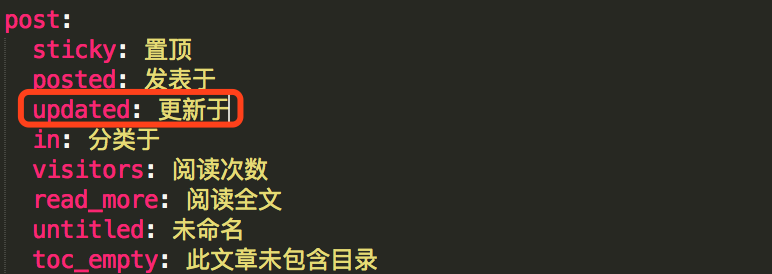 post:
sticky: 置顶
posted: 发表于
updated: 更新于
in: 分类于
visitors: 阅读次数
read_more: 阅读全文
untitled: 未命名
toc_empty: 此文章未包含目录